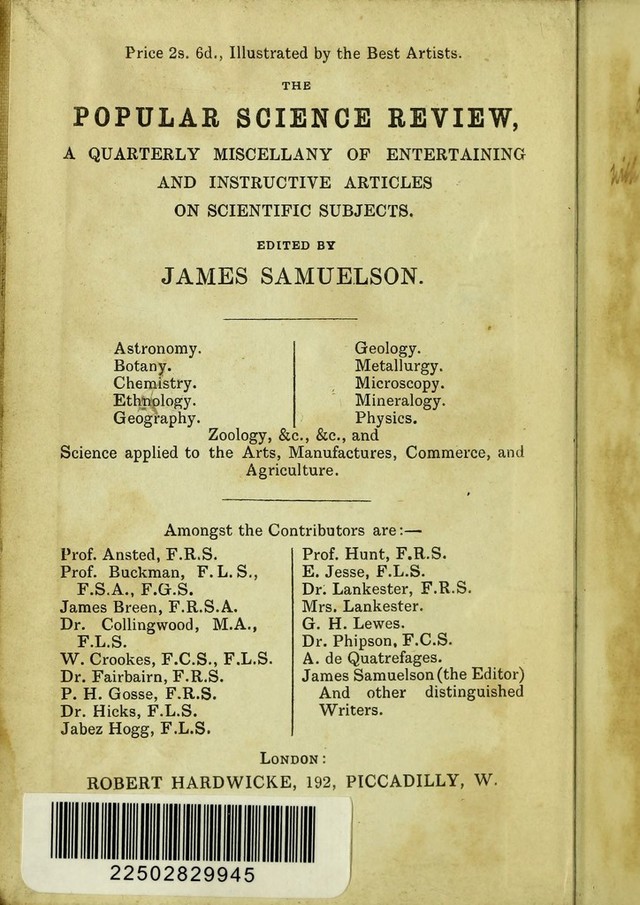 Price 2s. 6d., Illustrated by the Best Artists.
THE
POPULAR SCIENCE REVIEW,
A QUARTERLY MISCELLANY OF ENTERTAINING
AND INSTRUCTIVE ARTICLES
ON SCIENTIFIC SUBJECTS.
EDITED BY
JAMES SAMUELSON.
Astronomy.
Botany.
Chemistry.
Ethnology.
Geography.
Geology.
Metallurgy.
Microscopy.
Mineralogy.
Physics.
Zoology, &c., &c., and
Science applied to the Arts, Manufactures, Commerce, and
Agriculture.
Amongst the Contributors are:—
Prof. Ansted, F.R.S.
Prof. Buckman, F.L.S.,
F.S.A., F.G.S.
James Breen, F.R.S.A.
Dr. Collingwood, M.A.,
F.L.S.
W. Crookes, F.C.S., F.L.S.
Dr. Fairbairn, F.R.S.
P. H. Gosse, F.R.S.
Dr. Hicks, F.L.S.
Jabez Hogg, F.L.S.
Prof. Hunt, F.R.S.
E. Jesse, F.L.S.
Dr. Lankester, F.R.S.
Mrs. Lankester.
G. H. Lewes.
Dr. Phipson, F.C.S.
A. de Quatrefages.
James Samuelson (the Editor)
And other distinguished
Writers.
LONDON:
ROBERT HARDWICKE, 192, PICCADILLY, W.
22502829945